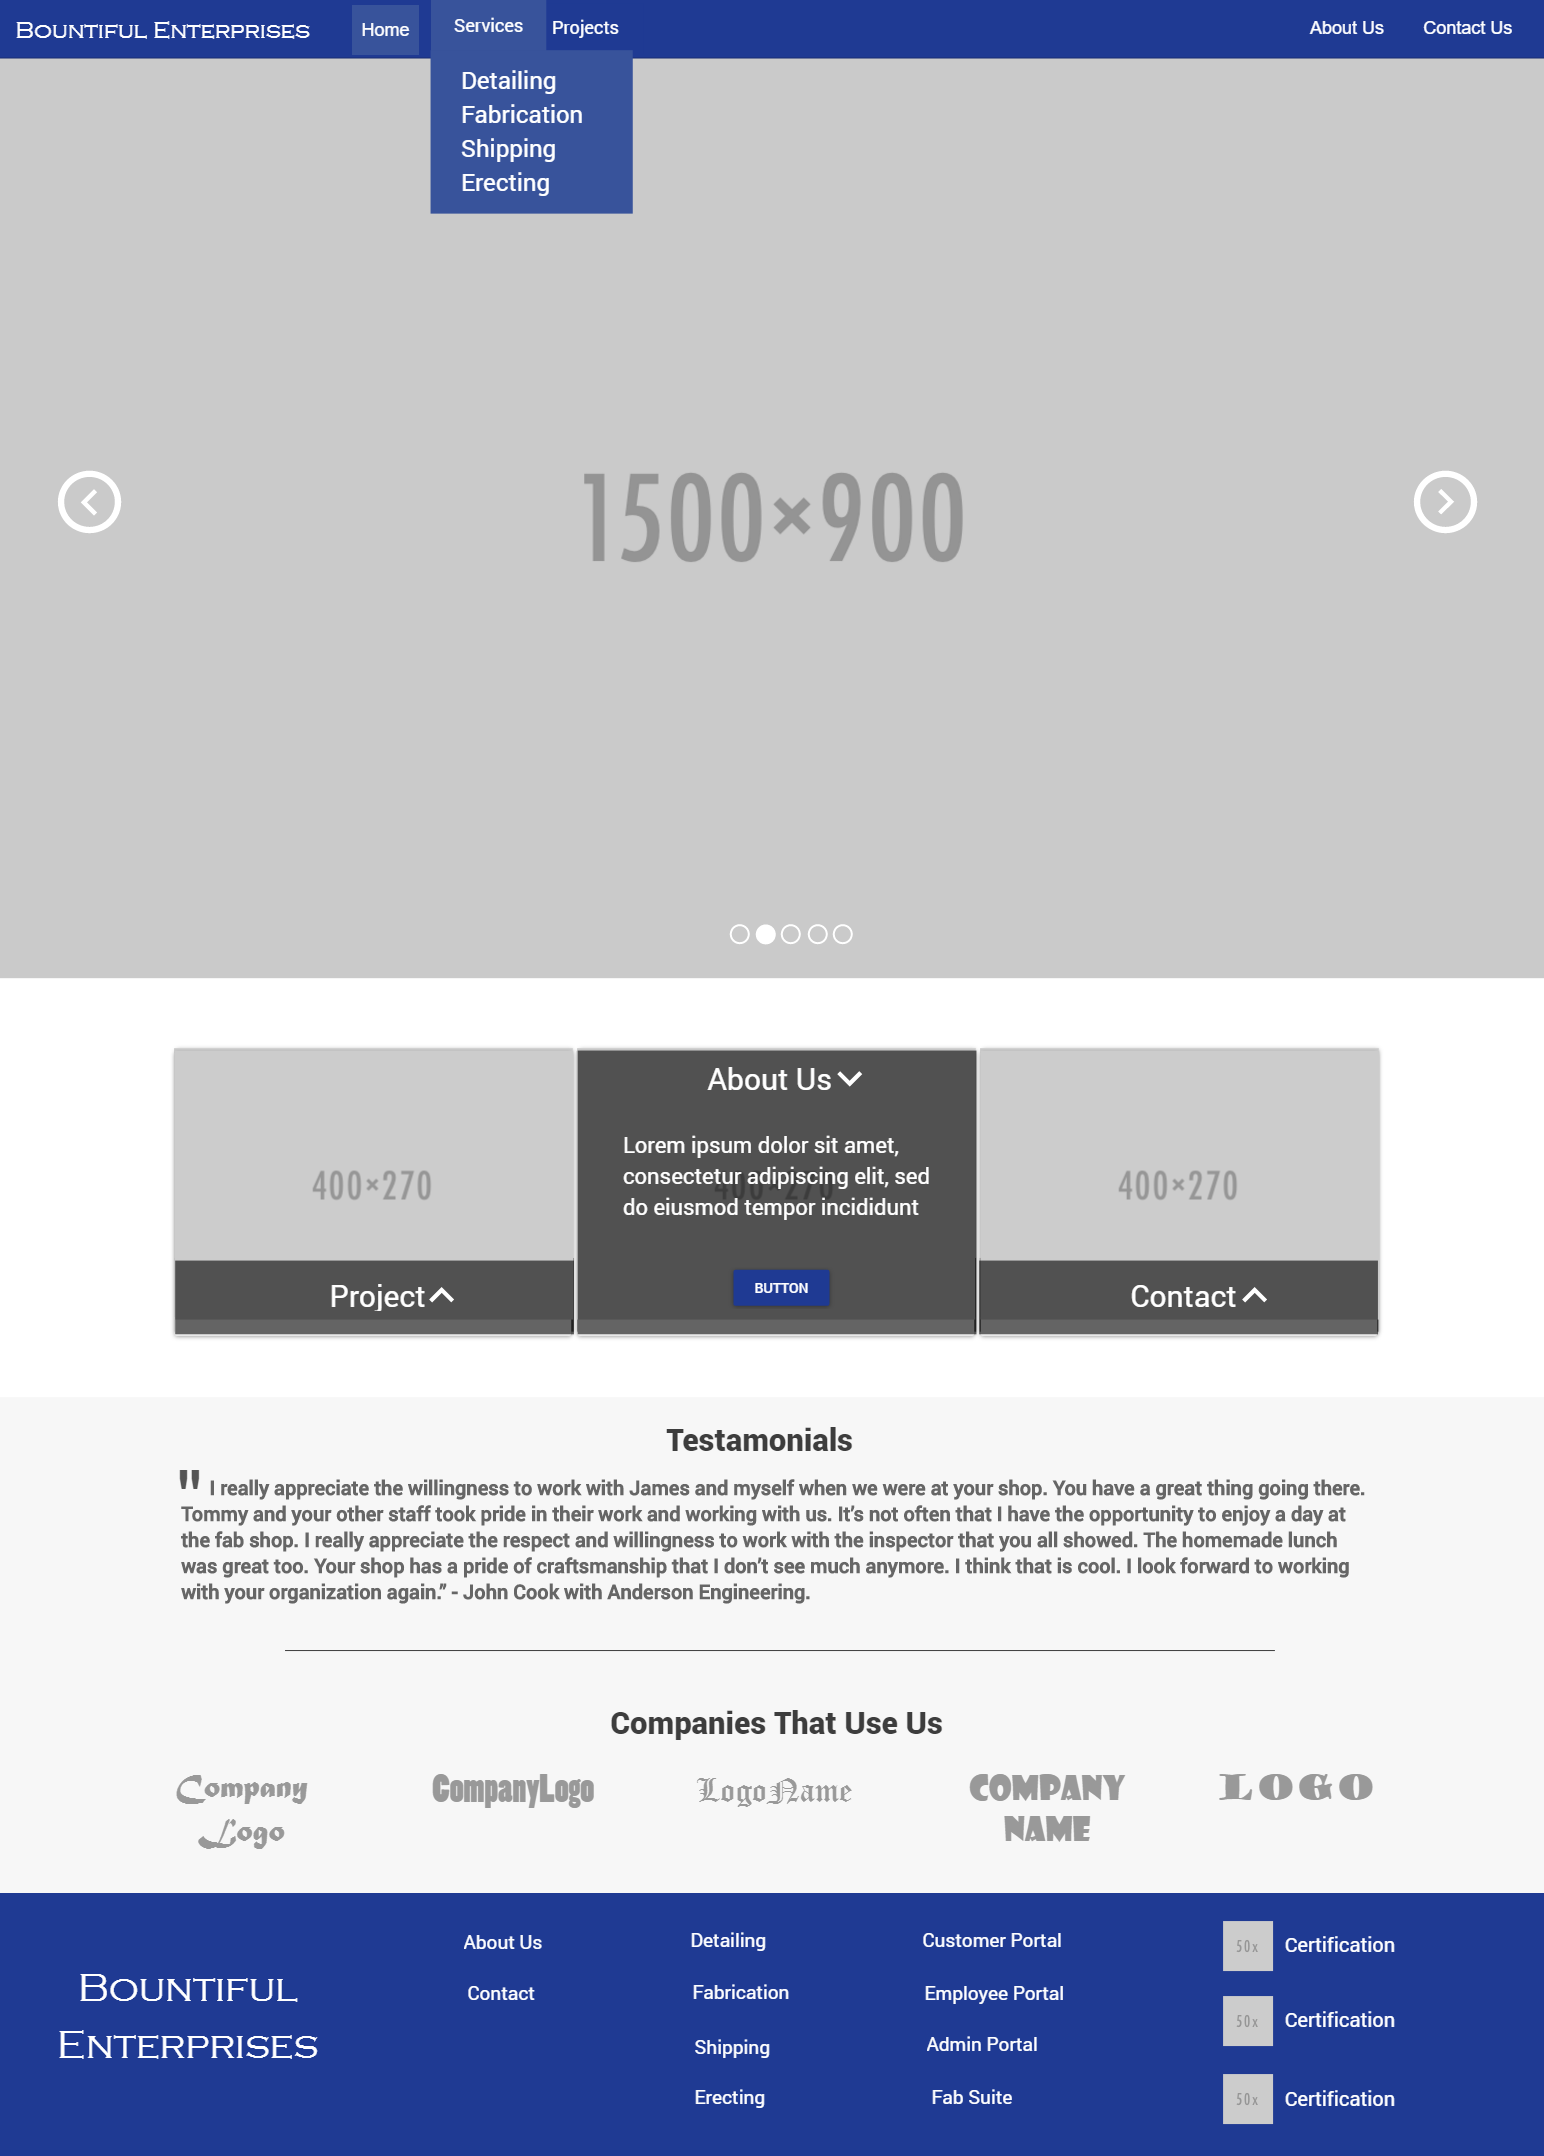 Bountiful Enterprises
Home
Services
Projects
About Us
Contact Us
Detailing
Fabrication
Shipping
Erecting
1500×900
400×270
Project
About Us
Lorem ipsum dolor sit amet,
consectetur adipiscing elit, sed
do eiusmod tempor incididunt
400×270
BUTTON
400×270
Contact
Testamonials
" I really appreciate the willingness to work with James and myself when we were at your shop. You have a great thing going there.
Tommy and your other staff took pride in their work and working with us. It’s not often that I have the opportunity to enjoy a day at
the fab shop. I really appreciate the respect and willingness to work with the inspector that you all showed. The homemade lunch
was great too. Your shop has a pride of craftsmanship that I don’t see much anymore. I think that is cool. I look forward to working
with your organization again.” - John Cook with Anderson Engineering.
Companies That Use Us
Company
Logo
CompanyLogo
LogoName
COMPANY
NAME
LOGO
Bountiful
Enterprises
About Us
Contact
Detailing
Fabrication
Shipping
Erecting
Customer Portal
Employee Portal
Admin Portal
Fab Suite
50x
Certification
50x
Certification
50x
Certification